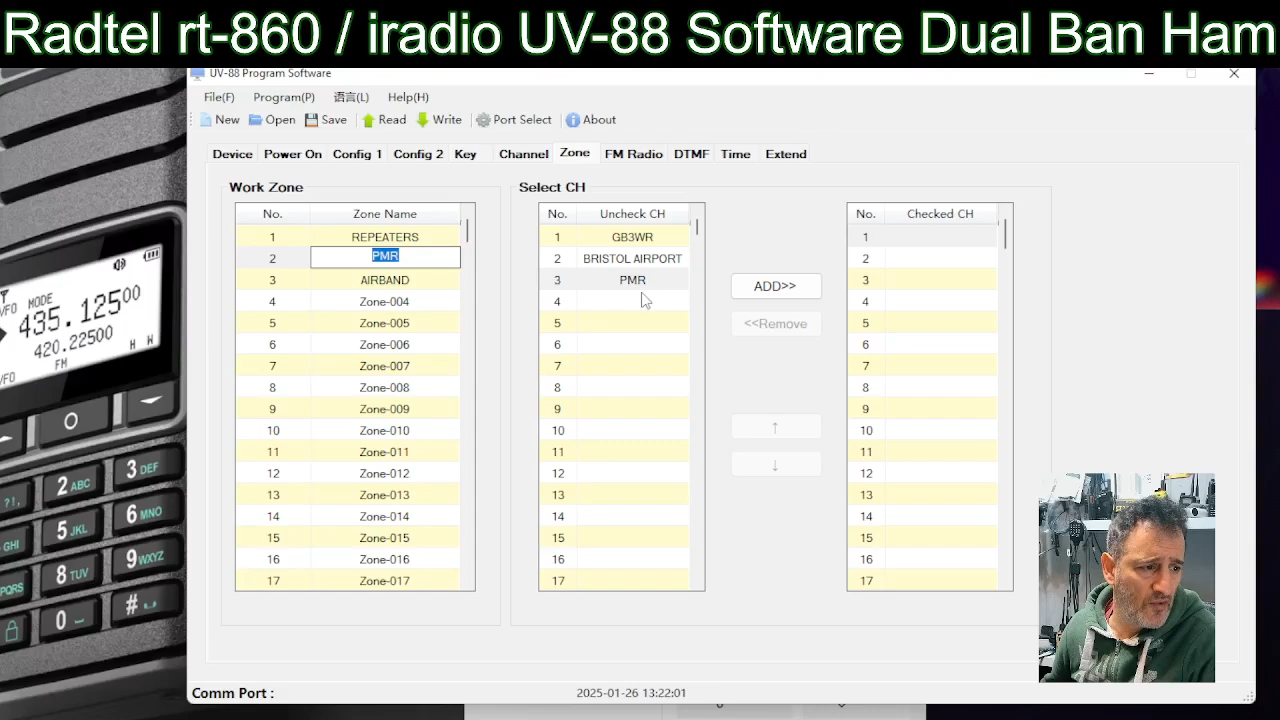 Radtel rt-860 / iradio UV-88 Software Dual Ban Ham
UV-88 Program Software
File(F) Program(P) 语言(L) Help(H)
New Open Save Read Write Port Select About
Device Power On Config 1 Config 2 Key Channel Zone FM Radio DTMF Time Extend
Work Zone Select CH
No. Zone Name No. Uncheck CH No. Checked CH
1 REPEATERS 1 GB3WR 1
2 PMR 2 BRISTOL AIRPORT 2
3 AIRBAND 3 PMR 3
4 Zone-004 4 4
5 Zone-005 5 5
6 Zone-006 6 6
7 Zone-007 7 7
8 Zone-008 8 8
9 Zone-009 9 9
10 Zone-010 10 10
11 Zone-011 11 11
12 Zone-012 12 12
13 Zone-013 13 13
14 Zone-014 14 14
15 Zone-015 15 15
16 Zone-016 16 16
17 Zone-017 17 17
ADD>>
<<Remove
↑
↓
Comm Port : 2025-01-26 13:22:01
VFO MODE
435.12500
420.22500
FM H W
VFO
2 ABC 3 DEF
GHI 5 JKL 6 MNO
PQRS 8 TUV 9 WXYZ
0 #